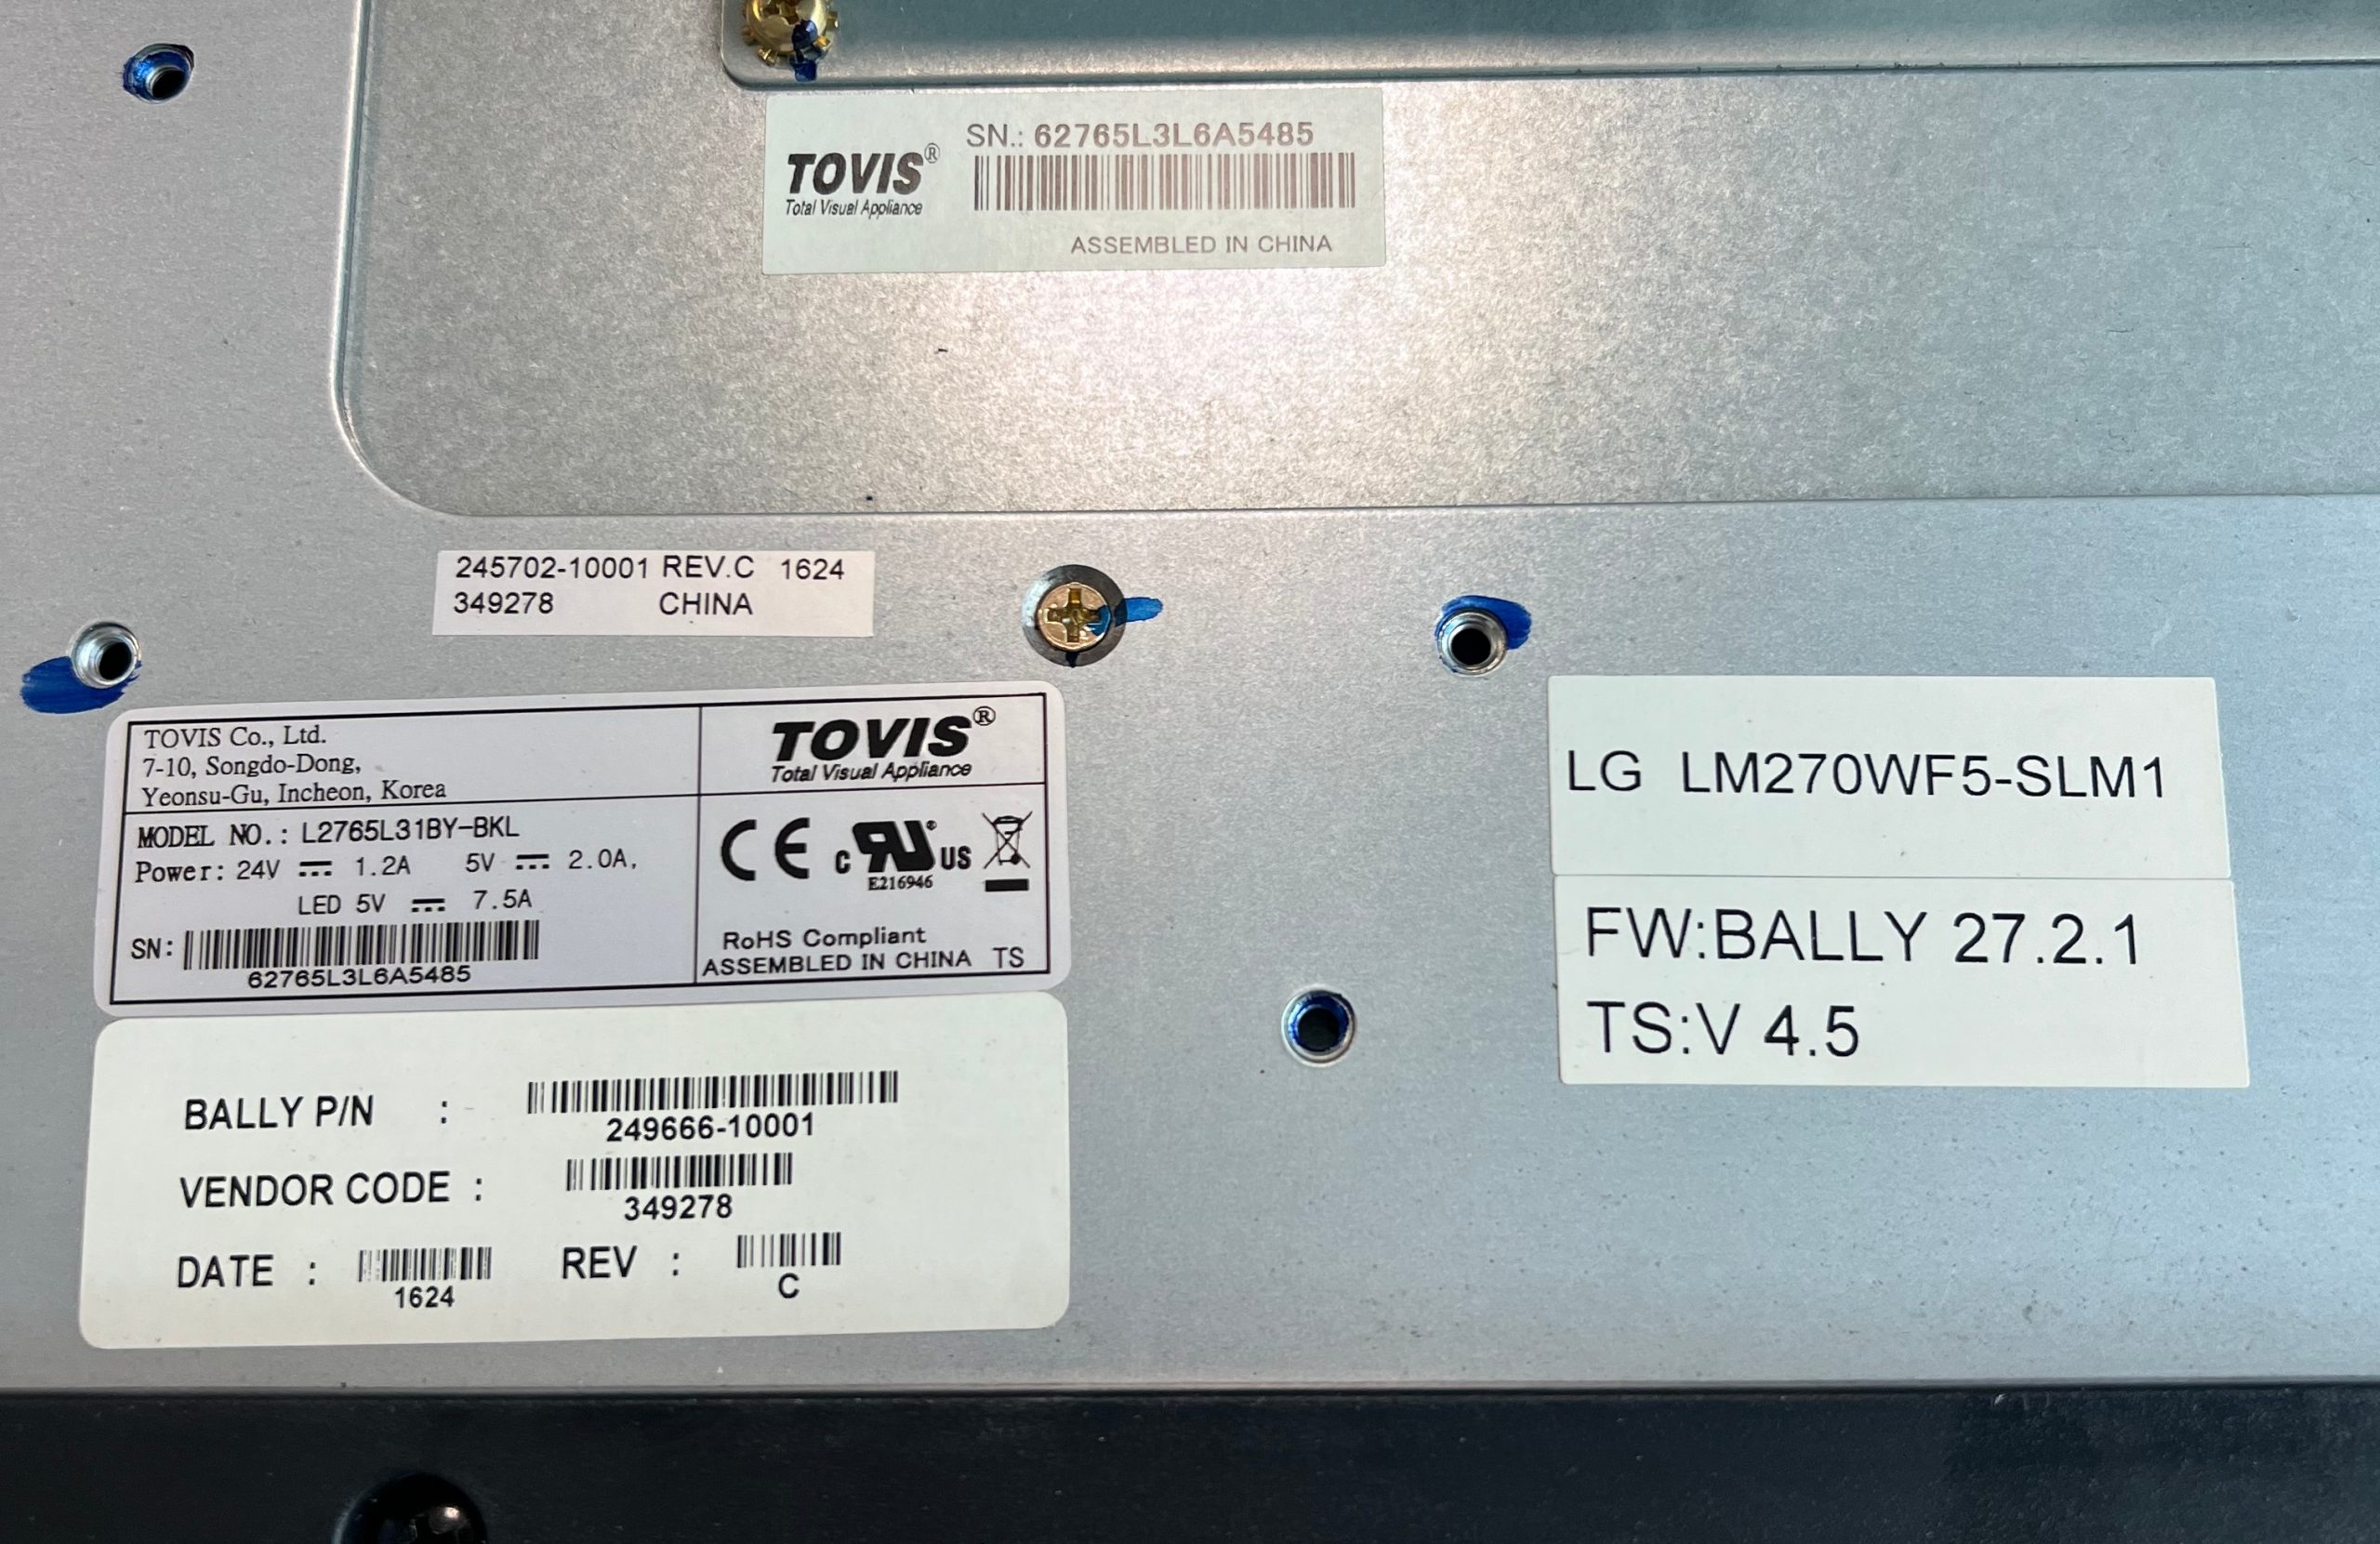 TOVIS®
Total Visual Appliance
SN.: 62765L3L6A5485
ASSEMBLED IN CHINA
245702-10001 REV.C 1624
349278 CHINA
TOVIS Co., Ltd.
7-10, Songdo-Dong,
Yeonsu-Gu, Incheon, Korea
TOVIS®
Total Visual Appliance
MODEL NO.: L2765L31BY-BKL
Power: 24V ⎓ 1.2A 5V ⎓ 2.0A,
LED 5V ⎓ 7.5A
SN:
62765L3L6A5485
CE c RU® US
E216946
RoHS Compliant
ASSEMBLED IN CHINA TS
BALLY P/N :
249666-10001
VENDOR CODE :
349278
DATE :
1624
REV :
C
LG LM270WF5-SLM1
FW:BALLY 27.2.1
TS:V 4.5